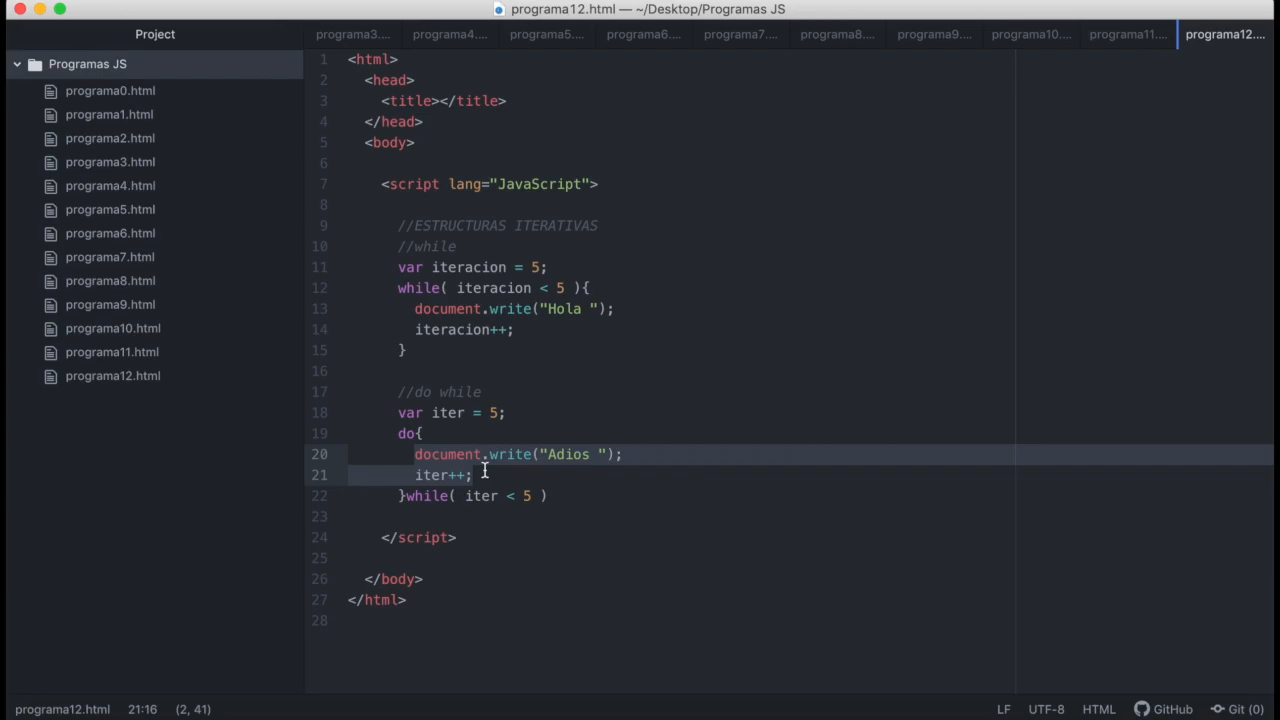 programa12.html — ~/Desktop/Programas JS
Project
programa3.... programa4.... programa5.... programa6.... programa7.... programa8.... programa9.... programa10.... programa11.... programa12....
Programas JS
programa0.html
programa1.html
programa2.html
programa3.html
programa4.html
programa5.html
programa6.html
programa7.html
programa8.html
programa9.html
programa10.html
programa11.html
programa12.html
1 <html>
2   <head>
3     <title></title>
4   </head>
5   <body>
6
7     <script lang="JavaScript">
8
9       //ESTRUCTURAS ITERATIVAS
10       //while
11       var iteracion = 5;
12       while( iteracion < 5 ){
13         document.write("Hola ");
14         iteracion++;
15       }
16
17       //do while
18       var iter = 5;
19       do{
20         document.write("Adios ");
21         iter++;
22       }while( iter < 5 )
23
24     </script>
25
26   </body>
27 </html>
28
programa12.html 21:16 (2, 41) LF UTF-8 HTML GitHub Git (0)